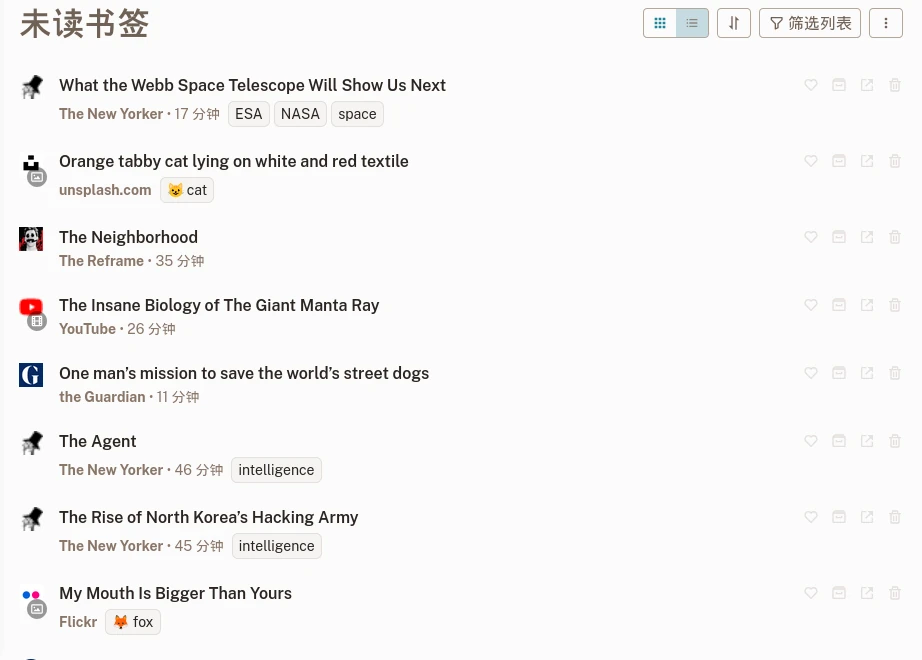 未读书签
筛选列表
What the Webb Space Telescope Will Show Us Next
The New Yorker • 17 分钟 ESA NASA space
Orange tabby cat lying on white and red textile
unsplash.com 😺 cat
The Neighborhood
The Reframe • 35 分钟
The Insane Biology of The Giant Manta Ray
YouTube • 26 分钟
One man’s mission to save the world’s street dogs
the Guardian • 11 分钟
The Agent
The New Yorker • 46 分钟 intelligence
The Rise of North Korea’s Hacking Army
The New Yorker • 45 分钟 intelligence
My Mouth Is Bigger Than Yours
Flickr 🦊 fox